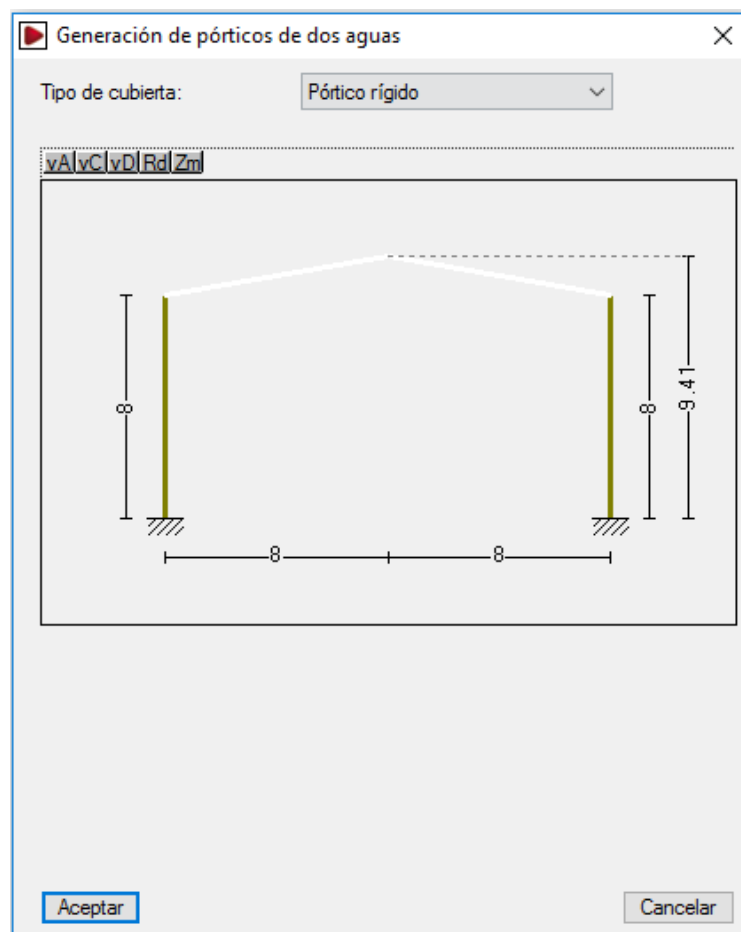 Generación de pórticos de dos aguas
Tipo de cubierta: Pórtico rígido
vA vC vD Rd Zm
8
8
9.41
8
8
Aceptar Cancelar